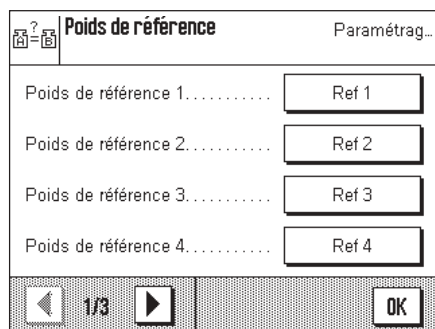 A ?= B Poids de référence Paramétrag...
Poids de référence 1........... Ref 1
Poids de référence 2........... Ref 2
Poids de référence 3........... Ref 3
Poids de référence 4........... Ref 4
1/3 OK